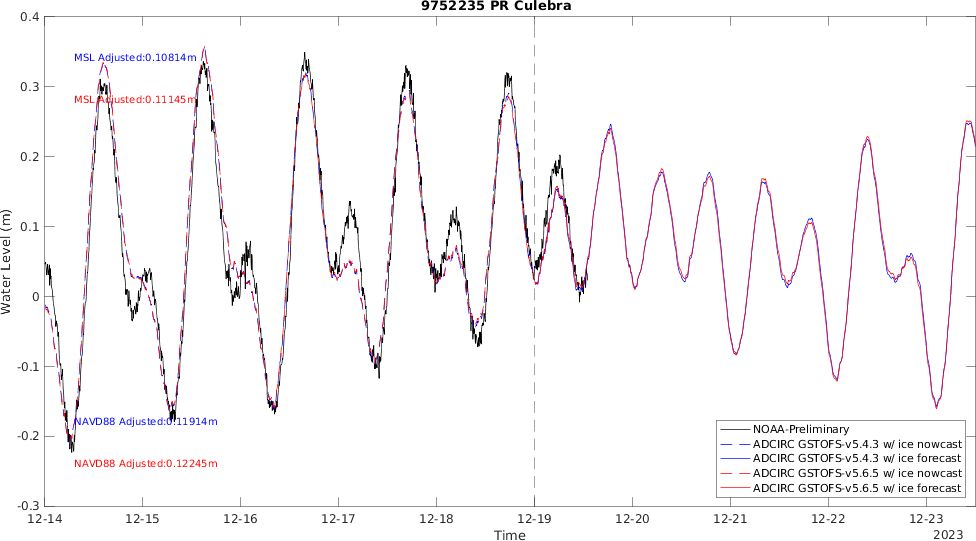 9752235 PR Culebra
0.4
0.3
0.2
0.1
0
-0.1
-0.2
-0.3
Water Level (m)
MSL Adjusted:0.10814m
MSL Adjusted:0.11145m
NAVD88 Adjusted:0.11914m
NAVD88 Adjusted:0.12245m
NOAA-Preliminary
ADCIRC GSTOFS-v5.4.3 w/ ice nowcast
ADCIRC GSTOFS-v5.4.3 w/ ice forecast
ADCIRC GSTOFS-v5.6.5 w/ ice nowcast
ADCIRC GSTOFS-v5.6.5 w/ ice forecast
12-14 12-15 12-16 12-17 12-18 12-19 12-20 12-21 12-22 12-23
Time
2023